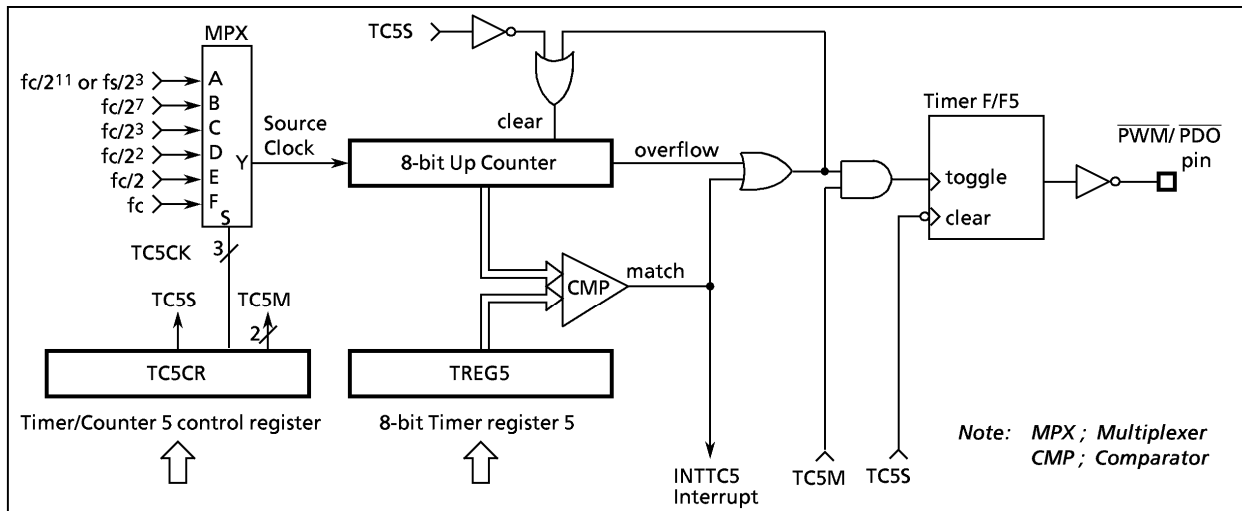 MPX
TC5S
fc/2¹¹ or fs/2³
A
fc/2⁷
B
fc/2³
C
fc/2²
D
fc/2
E
fc
F
Y
S
Source
Clock
clear
8-bit Up Counter
overflow
Timer F/F5
toggle
clear
P̅W̅M̅/ P̅D̅O̅
pin
TC5CK
3
TC5S
TC5M
2
CMP
match
TC5CR
TREG5
Timer/Counter 5 control register
8-bit Timer register 5
INTTC5
Interrupt
TC5M
TC5S
Note: MPX ; Multiplexer
CMP ; Comparator